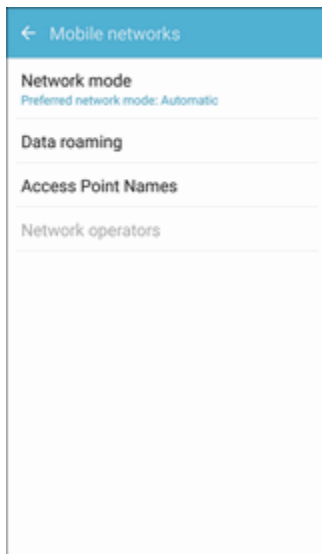 Mobile networks
Network mode
Preferred network mode: Automatic
Data roaming
Access Point Names
Network operators